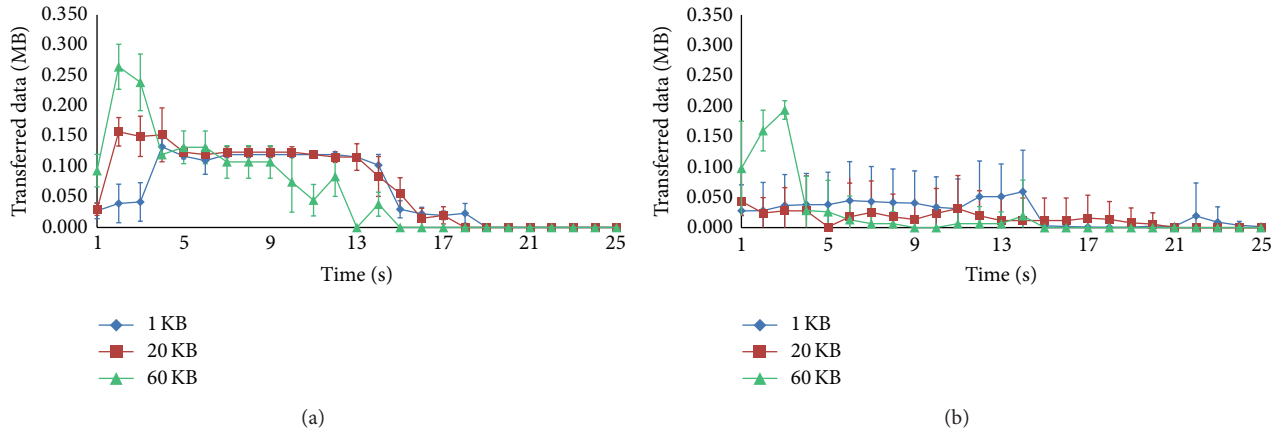 0.350
0.300
0.250
0.200
0.150
0.100
0.050
0.000
Transferred data (MB)
1 5 9 13 17 21 25
Time (s)
1 KB
20 KB
60 KB
(a)
0.350
0.300
0.250
0.200
0.150
0.100
0.050
0.000
Transferred data (MB)
1 5 9 13 17 21 25
Time (s)
1 KB
20 KB
60 KB
(b)